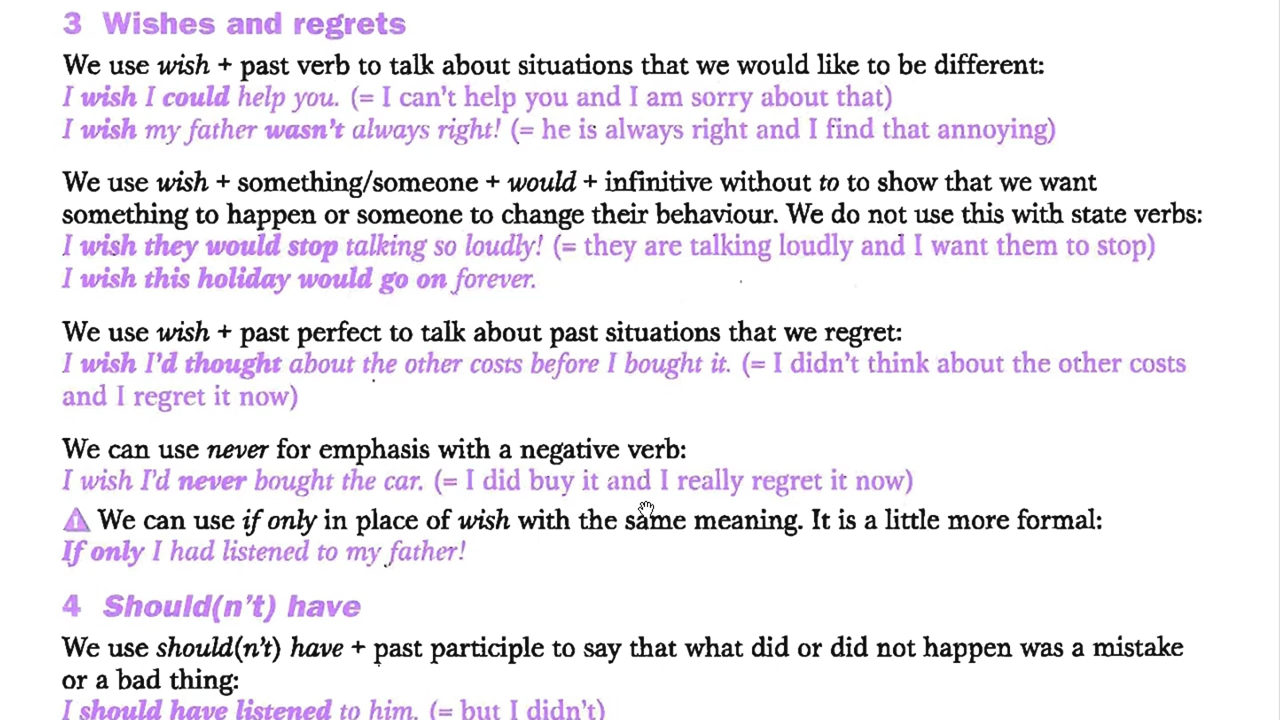 3 Wishes and regrets
We use wish + past verb to talk about situations that we would like to be different:
I wish I could help you. (= I can't help you and I am sorry about that)
I wish my father wasn't always right! (= he is always right and I find that annoying)
We use wish + something/someone + would + infinitive without to to show that we want
something to happen or someone to change their behaviour. We do not use this with state verbs:
I wish they would stop talking so loudly! (= they are talking loudly and I want them to stop)
I wish this holiday would go on forever.
We use wish + past perfect to talk about past situations that we regret:
I wish I'd thought about the other costs before I bought it. (= I didn't think about the other costs
and I regret it now)
We can use never for emphasis with a negative verb:
I wish I'd never bought the car. (= I did buy it and I really regret it now)
We can use if only in place of wish with the same meaning. It is a little more formal:
If only I had listened to my father!
4 Should(n't) have
We use should(n't) have + past participle to say that what did or did not happen was a mistake
or a bad thing:
I should have listened to him. (= but I didn't)